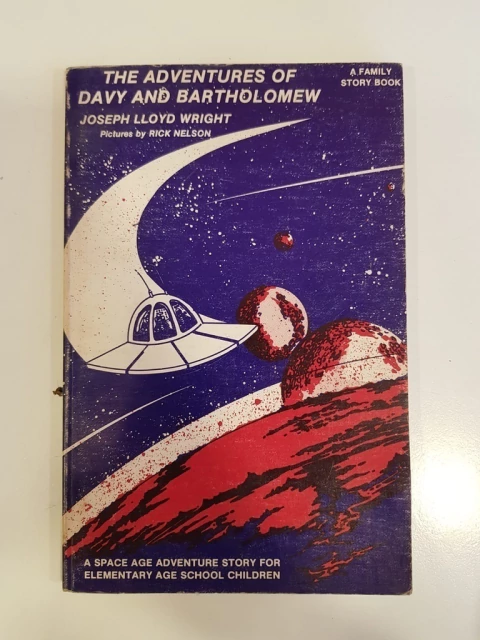 THE ADVENTURES OF
DAVY AND BARTHOLOMEW
A FAMILY
STORY BOOK
JOSEPH LLOYD WRIGHT
Pictures by RICK NELSON
A SPACE AGE ADVENTURE STORY FOR
ELEMENTARY AGE SCHOOL CHILDREN